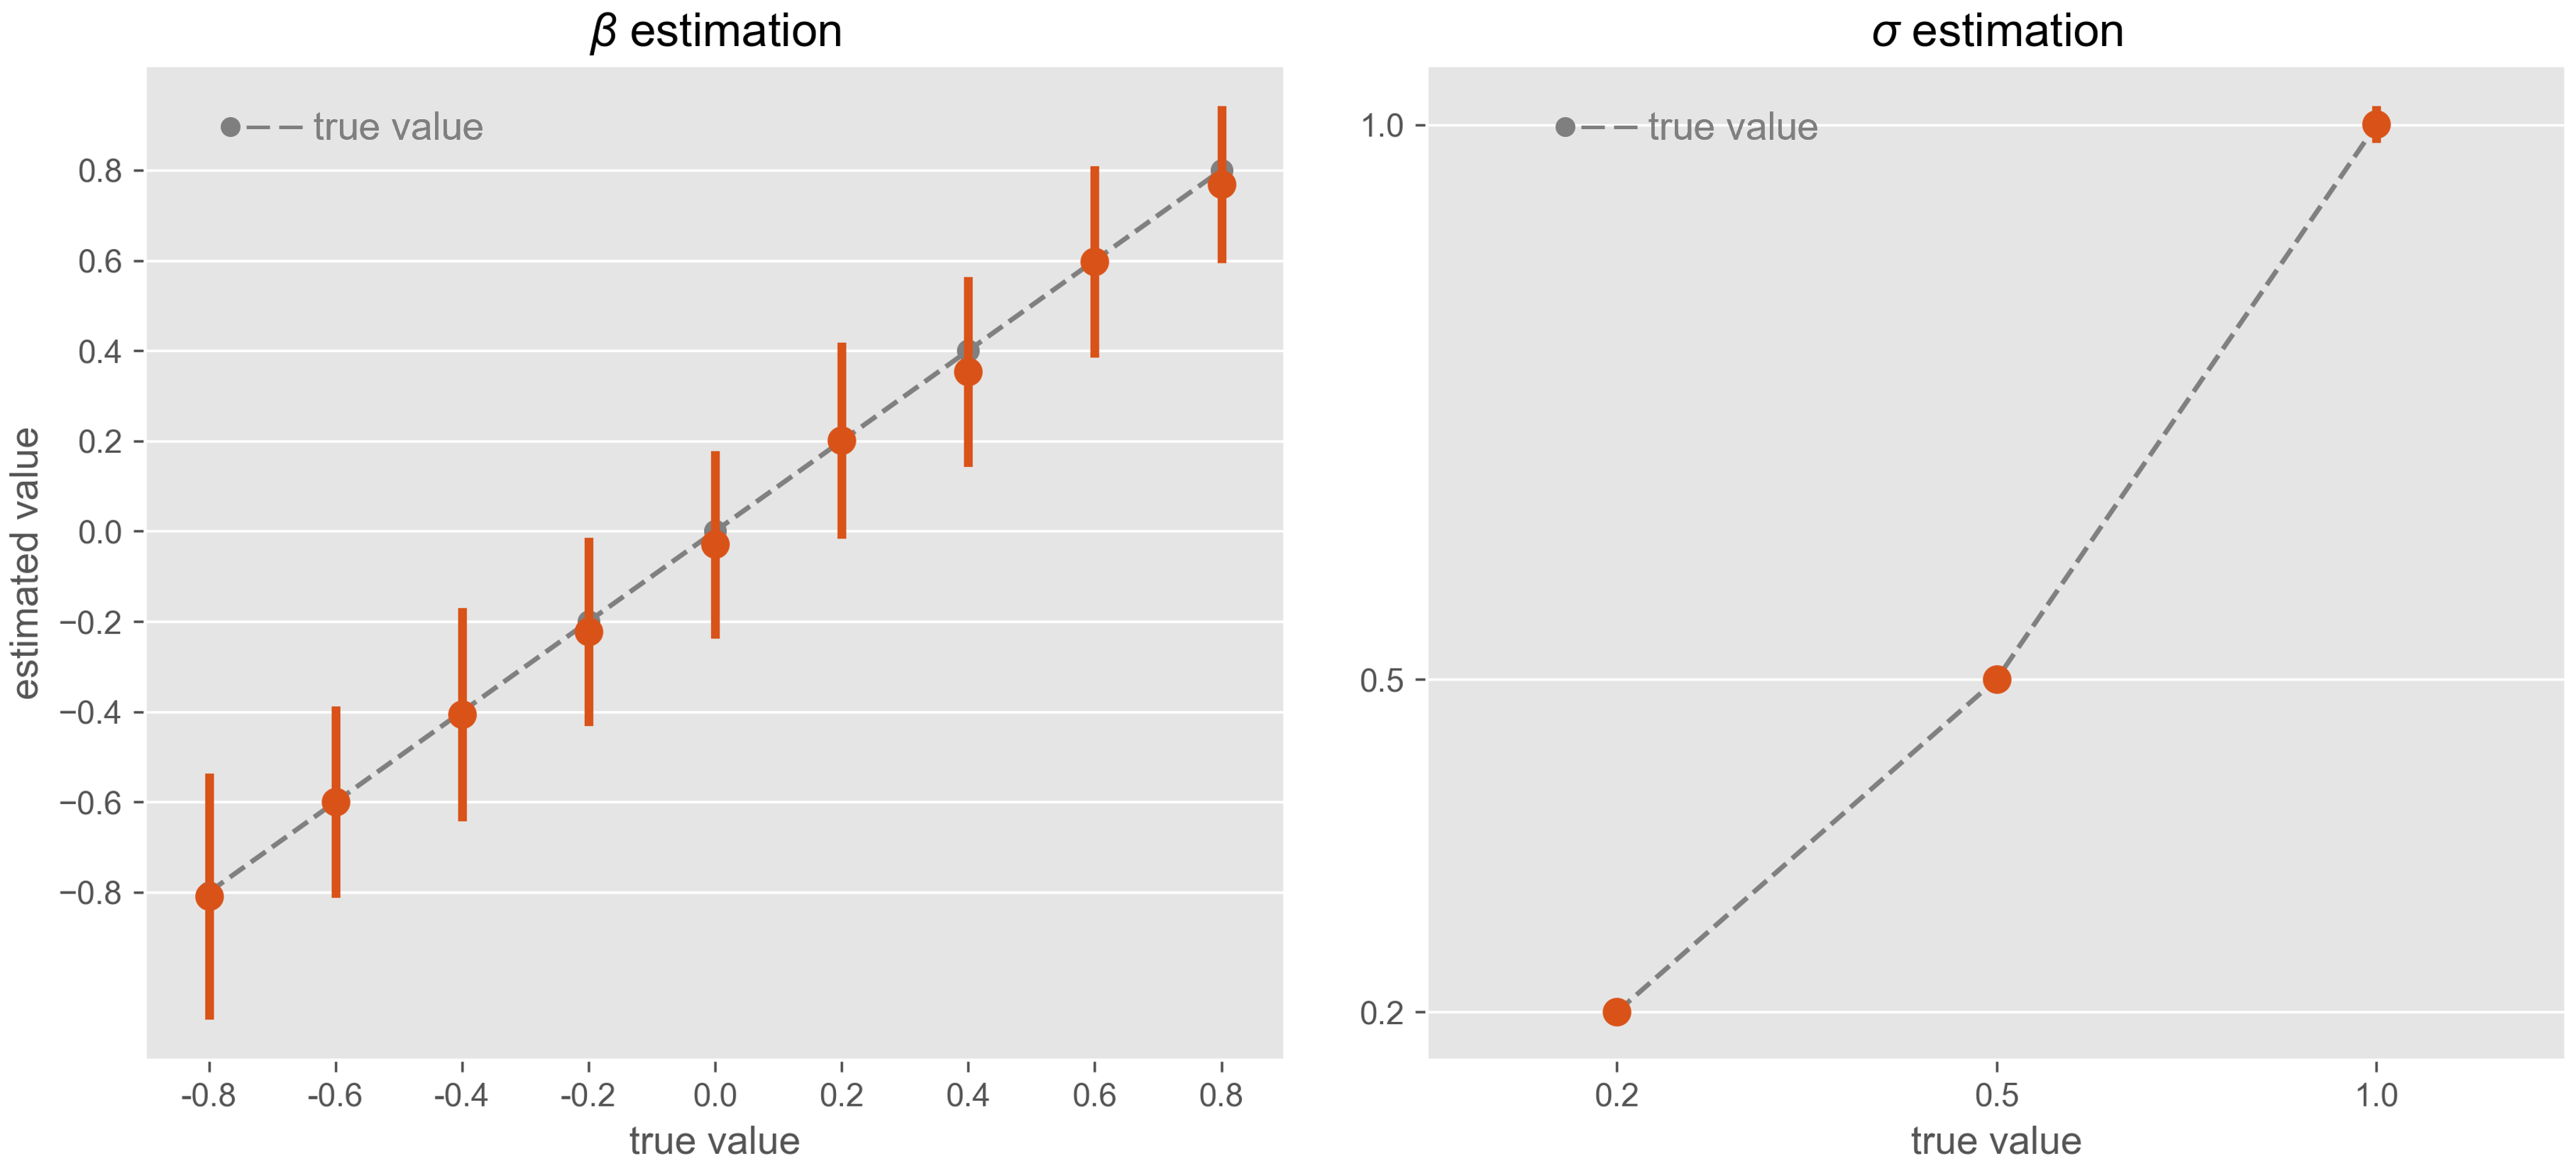 β estimation
true value
0.8
0.6
0.4
0.2
0.0
−0.2
−0.4
−0.6
−0.8
estimated value
-0.8 -0.6 -0.4 -0.2 0.0 0.2 0.4 0.6 0.8
true value
σ estimation
true value
1.0
0.5
0.2
0.2 0.5 1.0
true value